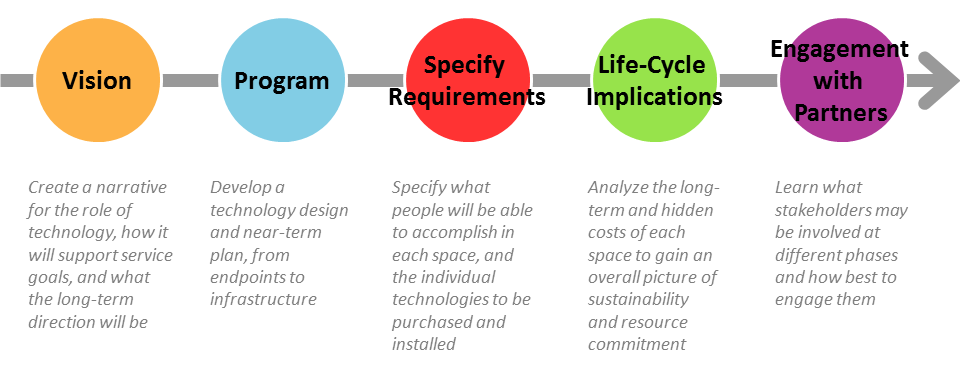 Vision
Program
Specify
Requirements
Life-Cycle
Implications
Engagement
with
Partners
Create a narrative
for the role of
technology, how it
will support service
goals, and what
the long-term
direction will be
Develop a
technology design
and near-term
plan, from
endpoints to
infrastructure
Specify what
people will be able
to accomplish in
each space, and
the individual
technologies to be
purchased and
installed
Analyze the long-
term and hidden
costs of each
space to gain an
overall picture of
sustainability
and resource
commitment
Learn what
stakeholders may
be involved at
different phases
and how best to
engage them